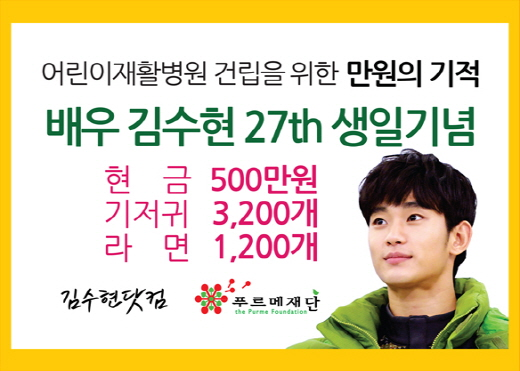 어린이재활병원 건립을 위한 만원의 기적
배우 김수현 27th 생일기념
현 금 500만원
기저귀 3,200개
라 면 1,200개
김수현닷컴
푸르메재단
the Purme Foundation